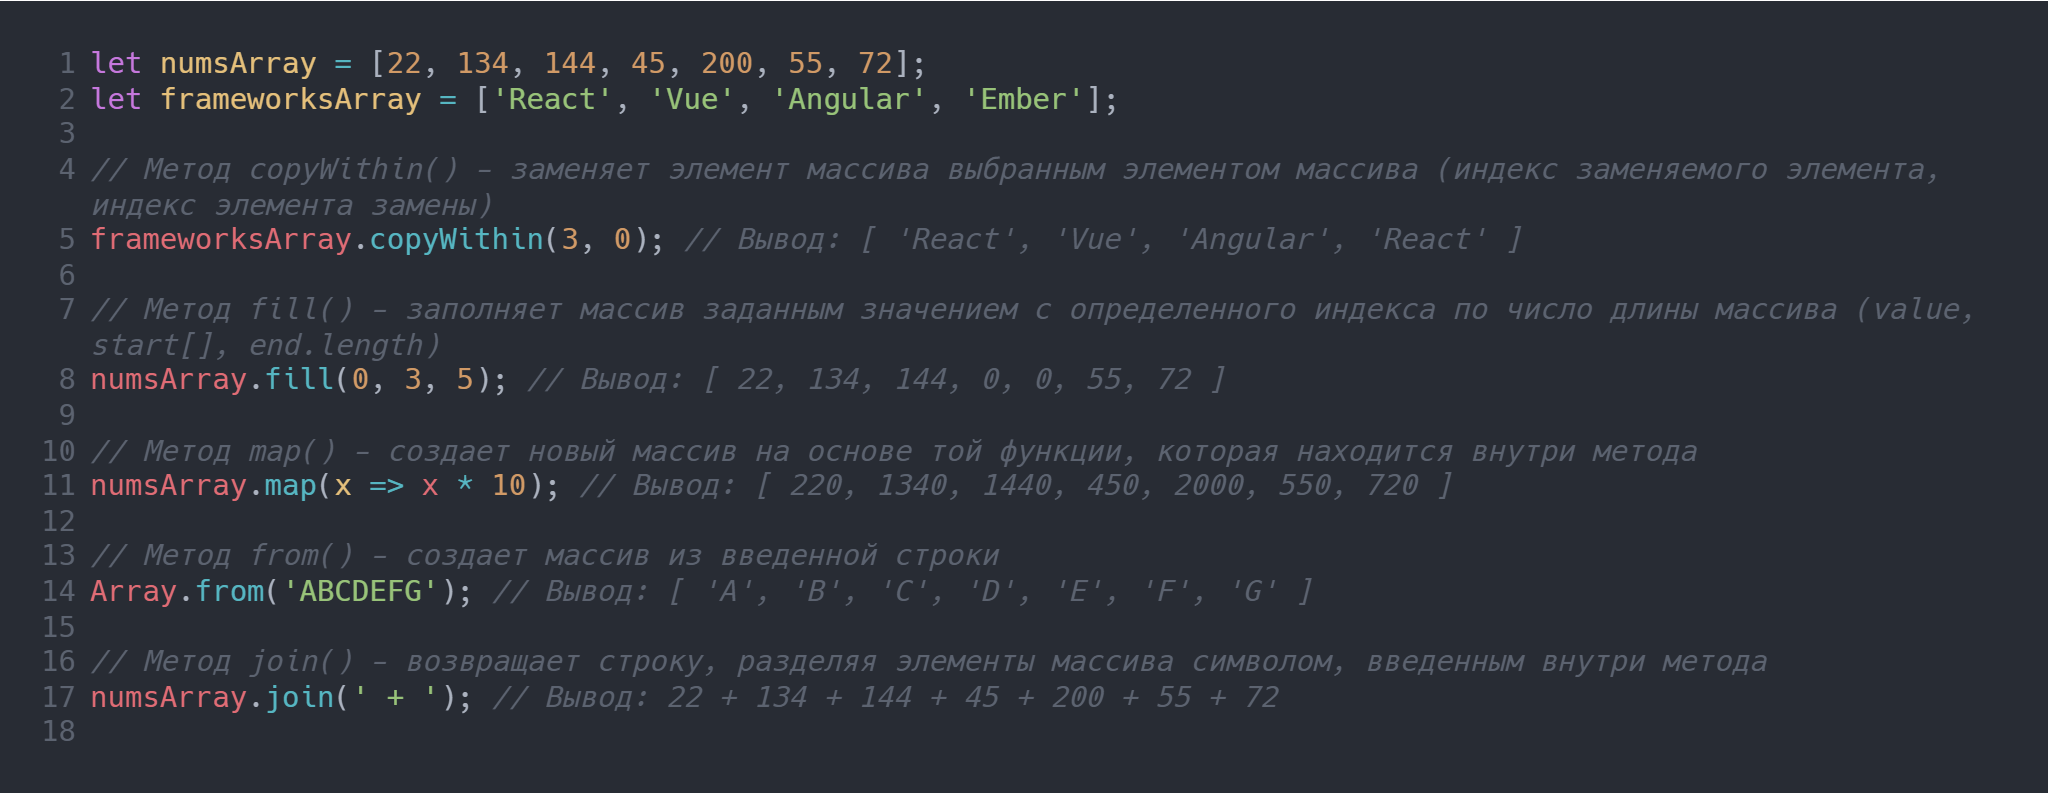 1 let numsArray = [22, 134, 144, 45, 200, 55, 72];
2 let frameworksArray = ['React', 'Vue', 'Angular', 'Ember'];
3
4 // Метод copyWithin() – заменяет элемент массива выбранным элементом массива (индекс заменяемого элемента,
индекс элемента замены)
5 frameworksArray.copyWithin(3, 0); // Вывод: [ 'React', 'Vue', 'Angular', 'React' ]
6
7 // Метод fill() – заполняет массив заданным значением с определенного индекса по число длины массива (value,
start[], end.length)
8 numsArray.fill(0, 3, 5); // Вывод: [ 22, 134, 144, 0, 0, 55, 72 ]
9
10 // Метод map() – создает новый массив на основе той функции, которая находится внутри метода
11 numsArray.map(x => x * 10); // Вывод: [ 220, 1340, 1440, 450, 2000, 550, 720 ]
12
13 // Метод from() – создает массив из введенной строки
14 Array.from('ABCDEFG'); // Вывод: [ 'A', 'B', 'C', 'D', 'E', 'F', 'G' ]
15
16 // Метод join() – возвращает строку, разделяя элементы массива символом, введенным внутри метода
17 numsArray.join(' + '); // Вывод: 22 + 134 + 144 + 45 + 200 + 55 + 72
18